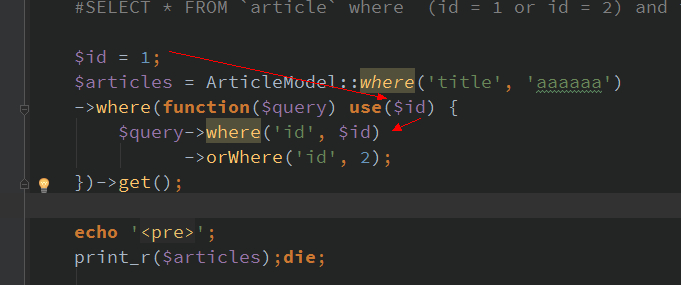 #SELECT * FROM `article` where  (id = 1 or id = 2) and
$id = 1;
$articles = ArticleModel::where('title', 'aaaaaa')
->where(function($query) use($id) {
$query->where('id', $id)
->orWhere('id', 2);
})->get();
echo '<pre>';
print_r($articles);die;